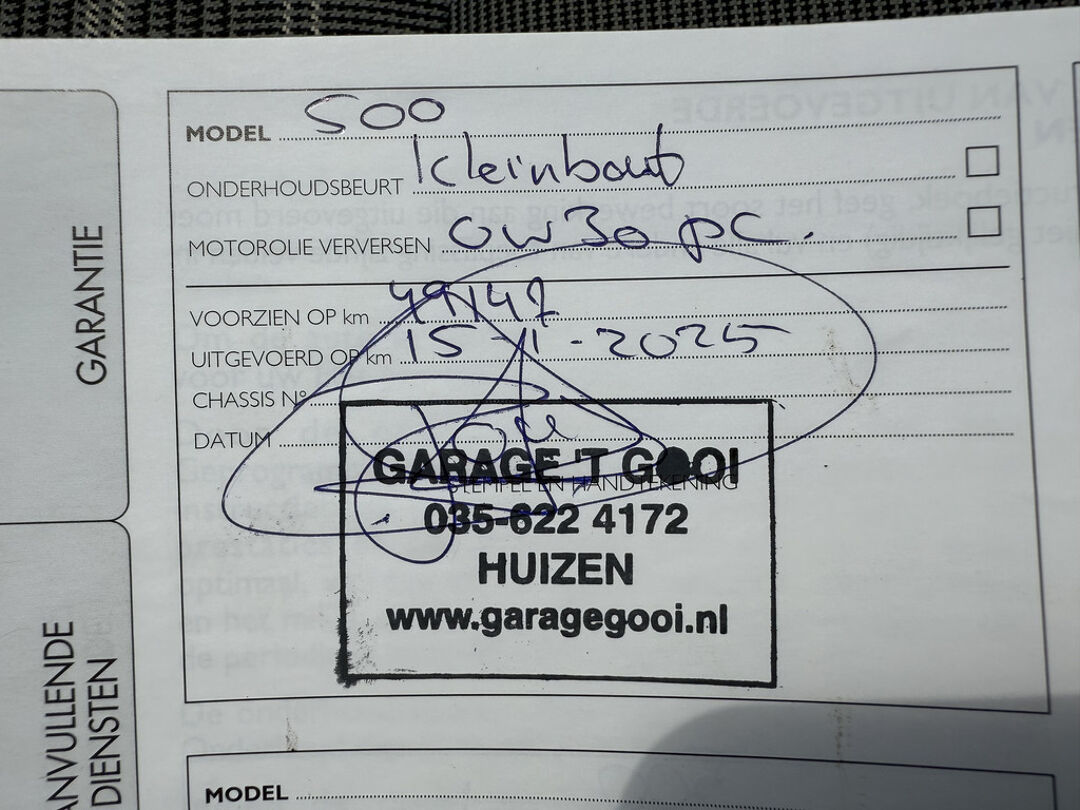 GARANTIE
AANVULLENDE
DIENSTEN
MODEL 500
ONDERHOUDSBEURT kleinbeurt
MOTOROLIE VERVERSEN 0W30 PC.
VOORZIEN OP km 49147
UITGEVOERD OP km 15-11-2025
CHASSIS N°
DATUM
GARAGE 'T GOOI
STEMPEL EN HANDTEKENING
035-622 4172
HUIZEN
www.garagegooi.nl
MODEL